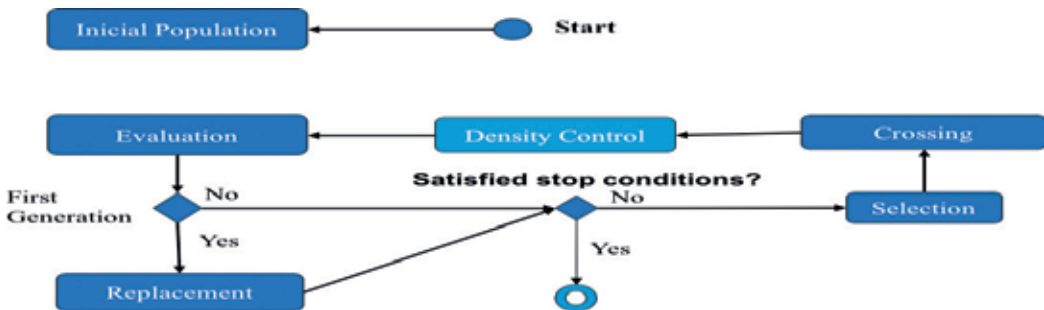 Inicial Population
Start
Evaluation
Density Control
Crossing
Satisfied stop conditions?
First
Generation
No
No
Selection
Yes
Yes
Replacement